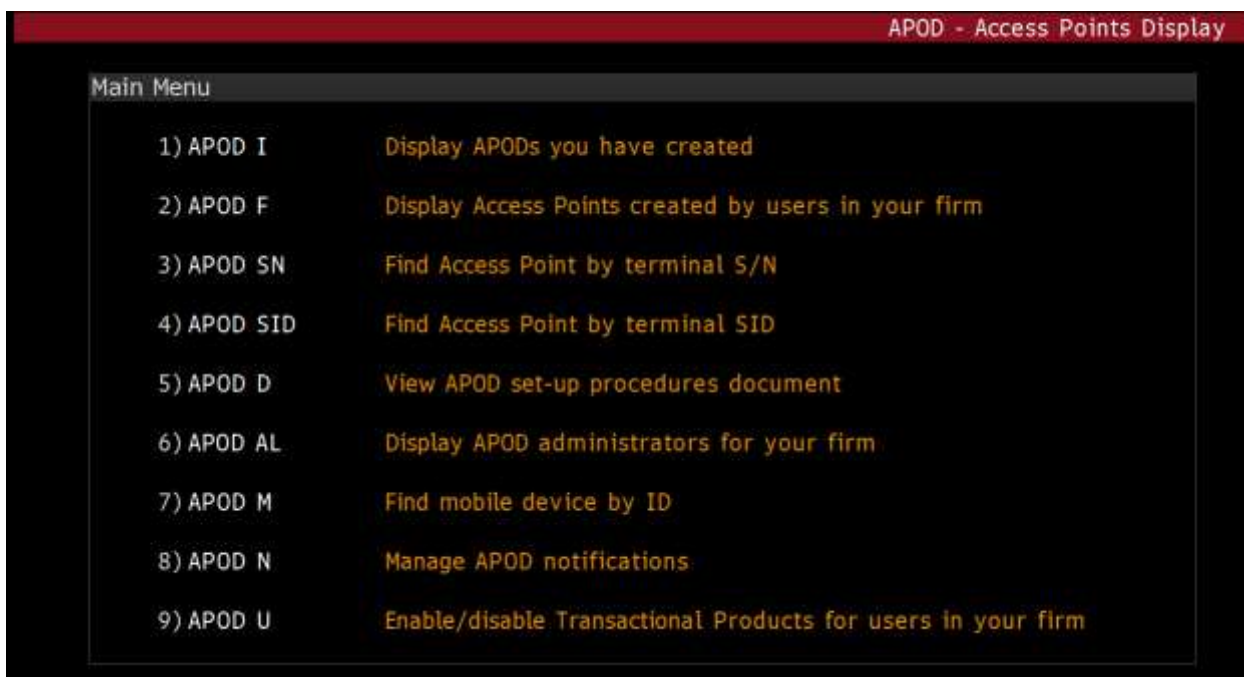 APOD - Access Points Display
Main Menu
1) APOD I Display APODs you have created
2) APOD F Display Access Points created by users in your firm
3) APOD SN Find Access Point by terminal S/N
4) APOD SID Find Access Point by terminal SID
5) APOD D View APOD set-up procedures document
6) APOD AL Display APOD administrators for your firm
7) APOD M Find mobile device by ID
8) APOD N Manage APOD notifications
9) APOD U Enable/disable Transactional Products for users in your firm